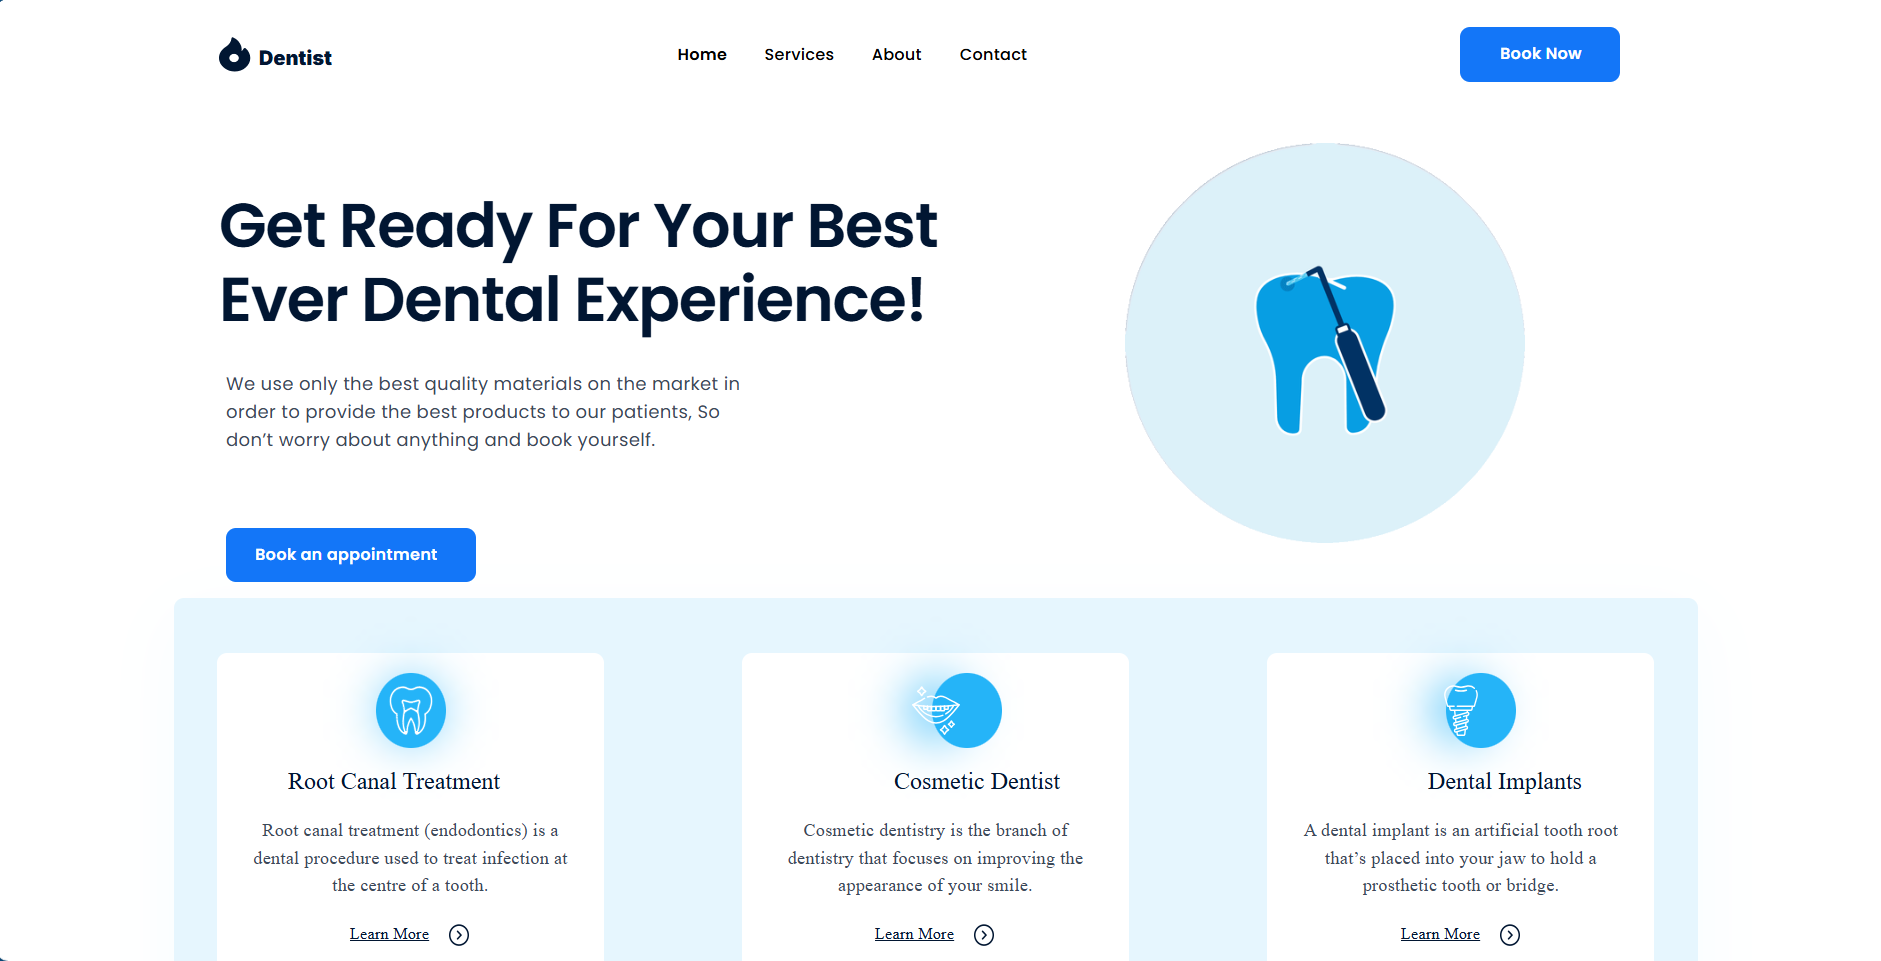 Dentist
Home
Services
About
Contact
Book Now
Get Ready For Your Best
Ever Dental Experience!
We use only the best quality materials on the market in
order to provide the best products to our patients, So
don’t worry about anything and book yourself.
Book an appointment
Root Canal Treatment
Root canal treatment (endodontics) is a
dental procedure used to treat infection at
the centre of a tooth.
Learn More
Cosmetic Dentist
Cosmetic dentistry is the branch of
dentistry that focuses on improving the
appearance of your smile.
Learn More
Dental Implants
A dental implant is an artificial tooth root
that’s placed into your jaw to hold a
prosthetic tooth or bridge.
Learn More